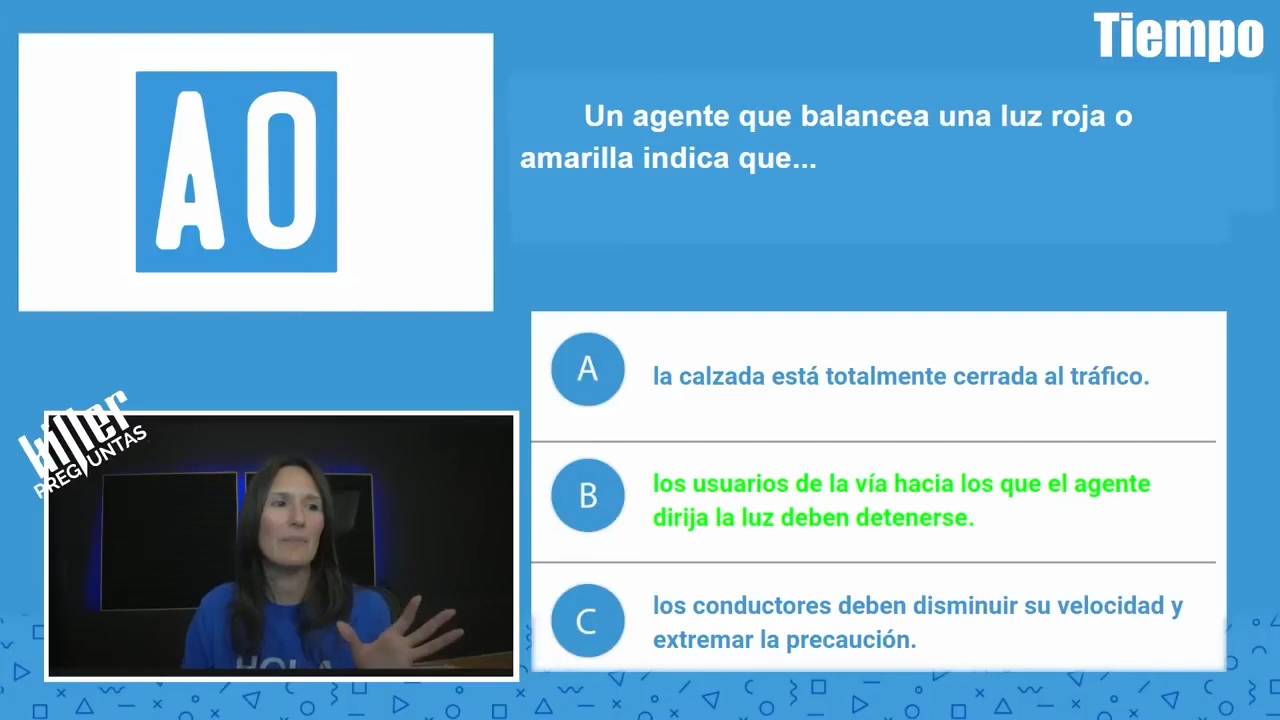 Tiempo
AO
Un agente que balancea una luz roja o
amarilla indica que...
A
la calzada está totalmente cerrada al tráfico.
B
los usuarios de la vía hacia los que el agente
dirija la luz deben detenerse.
C
los conductores deben disminuir su velocidad y
extremar la precaución.
killer
PREGUNTAS
HOLA